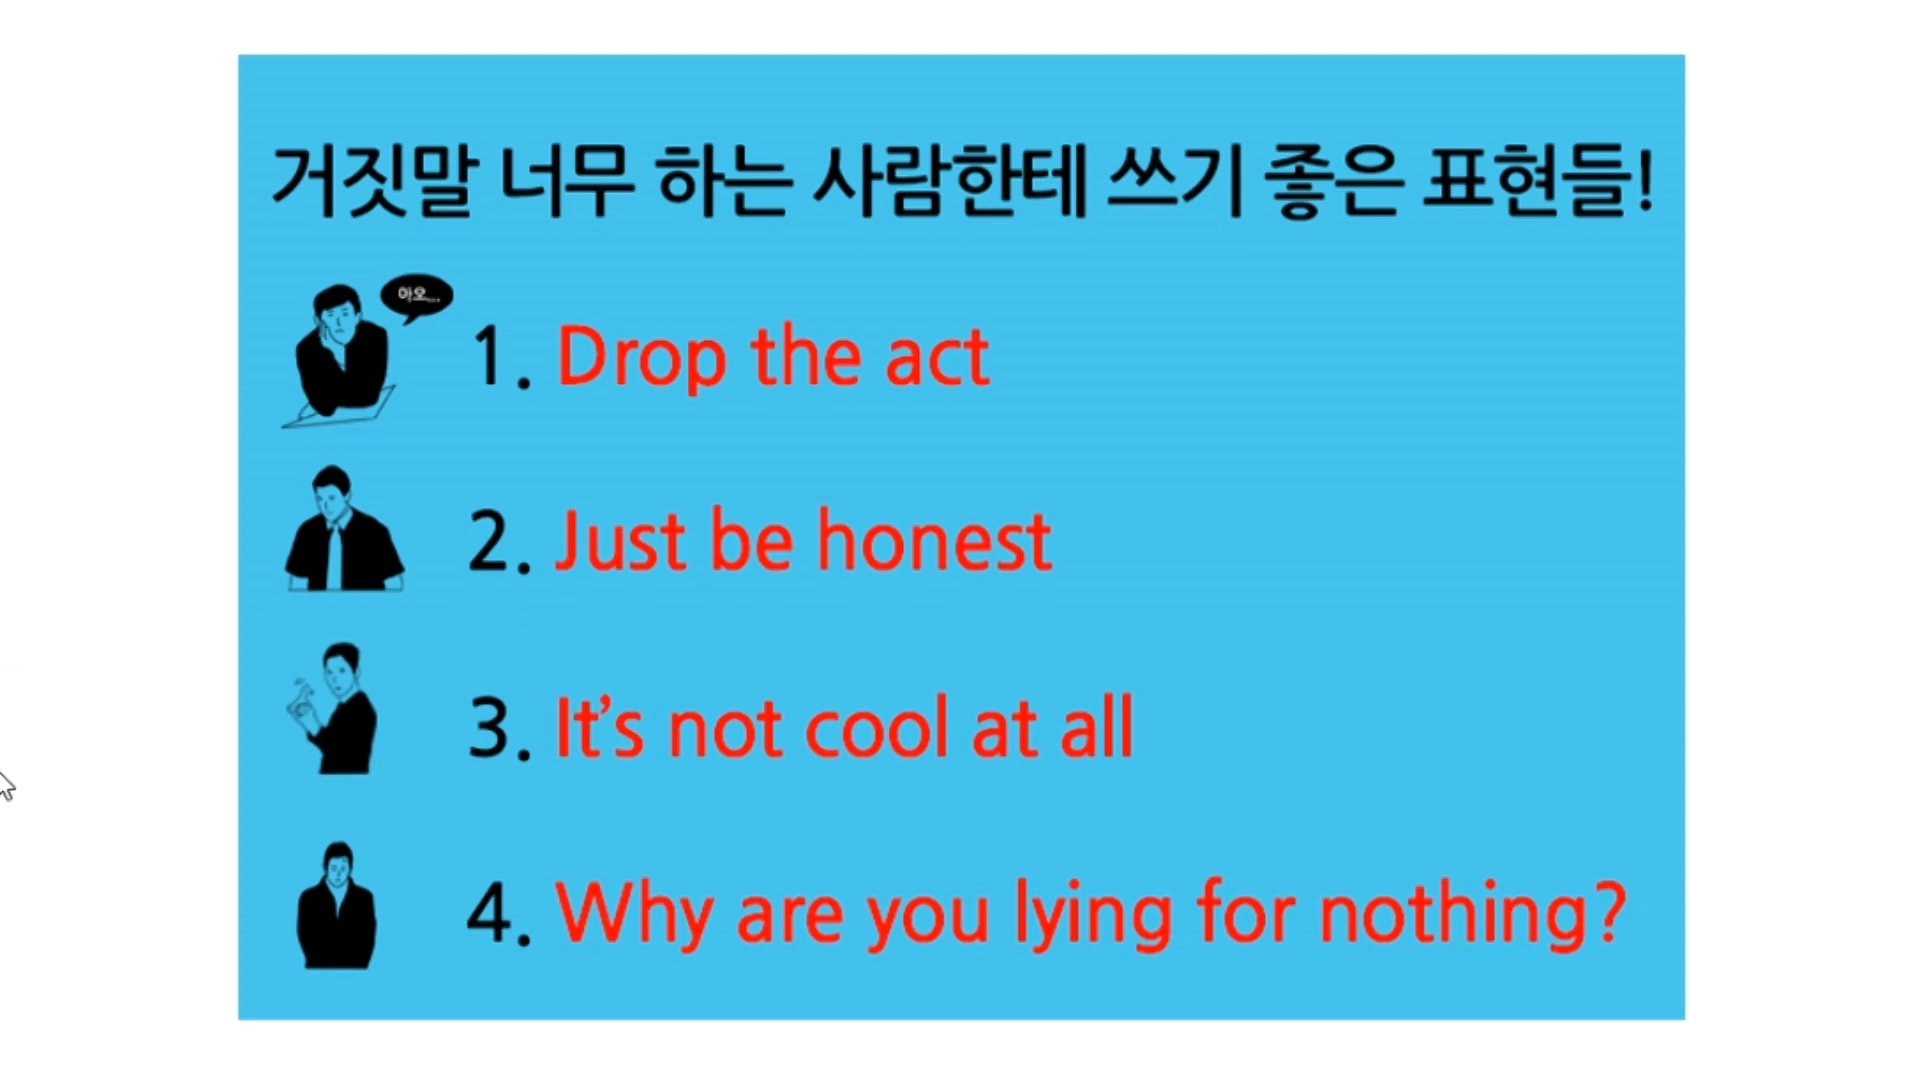 거짓말 너무 하는 사람한테 쓰기 좋은 표현들!
아오...
1. Drop the act
2. Just be honest
3. It's not cool at all
4. Why are you lying for nothing?